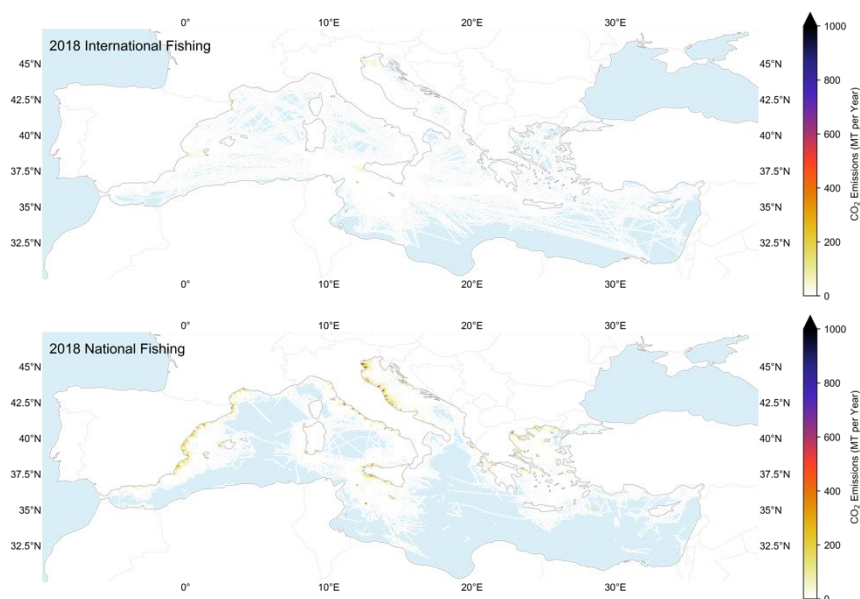 0° 10°E 20°E 30°E
2018 International Fishing
45°N 45°N
42.5°N 42.5°N
40°N 40°N
37.5°N 37.5°N
35°N 35°N
32.5°N 32.5°N
0° 10°E 20°E 30°E
1000
800
600
400
200
0
CO₂ Emissions (MT per Year)
0° 10°E 20°E 30°E
2018 National Fishing
45°N 45°N
42.5°N 42.5°N
40°N 40°N
37.5°N 37.5°N
35°N 35°N
32.5°N 32.5°N
0° 10°E 20°E 30°E
1000
800
600
400
200
0
CO₂ Emissions (MT per Year)